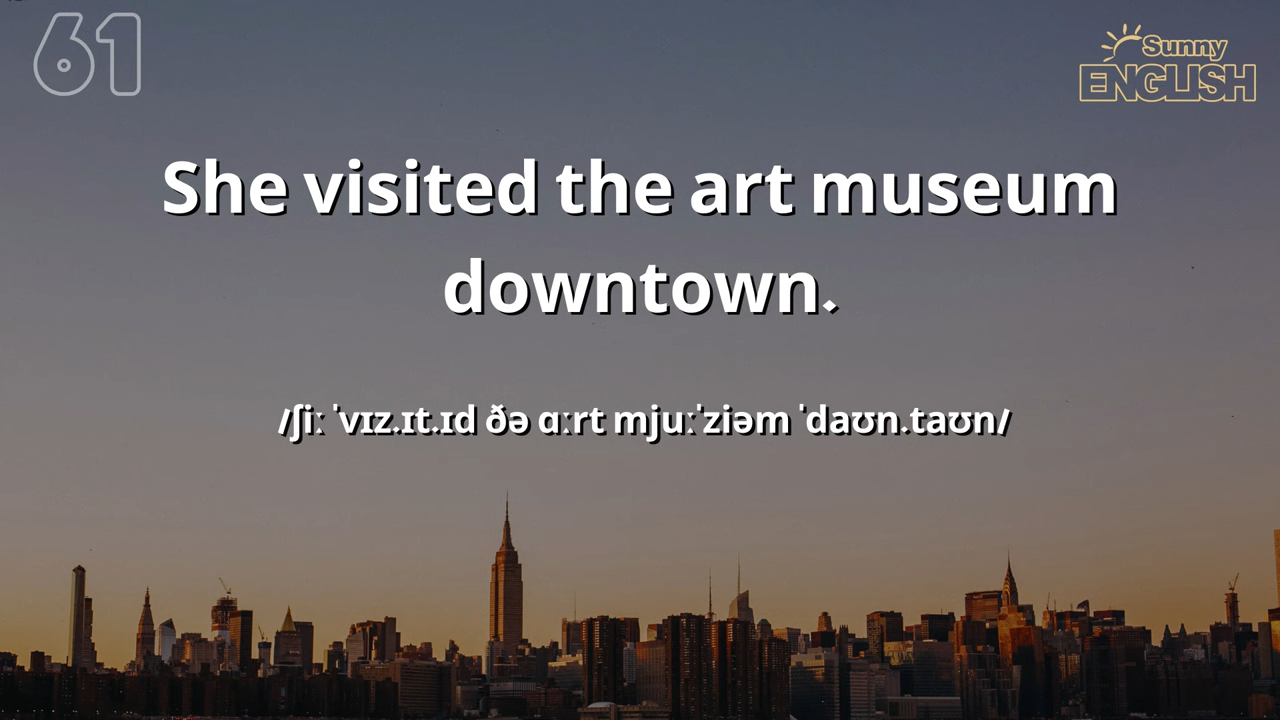 61
Sunny
ENGLISH
She visited the art museum
downtown.
/ʃiː ˈvɪz.ɪt.ɪd ðə ɑːrt mjuːˈziəm ˈdaʊn.taʊn/